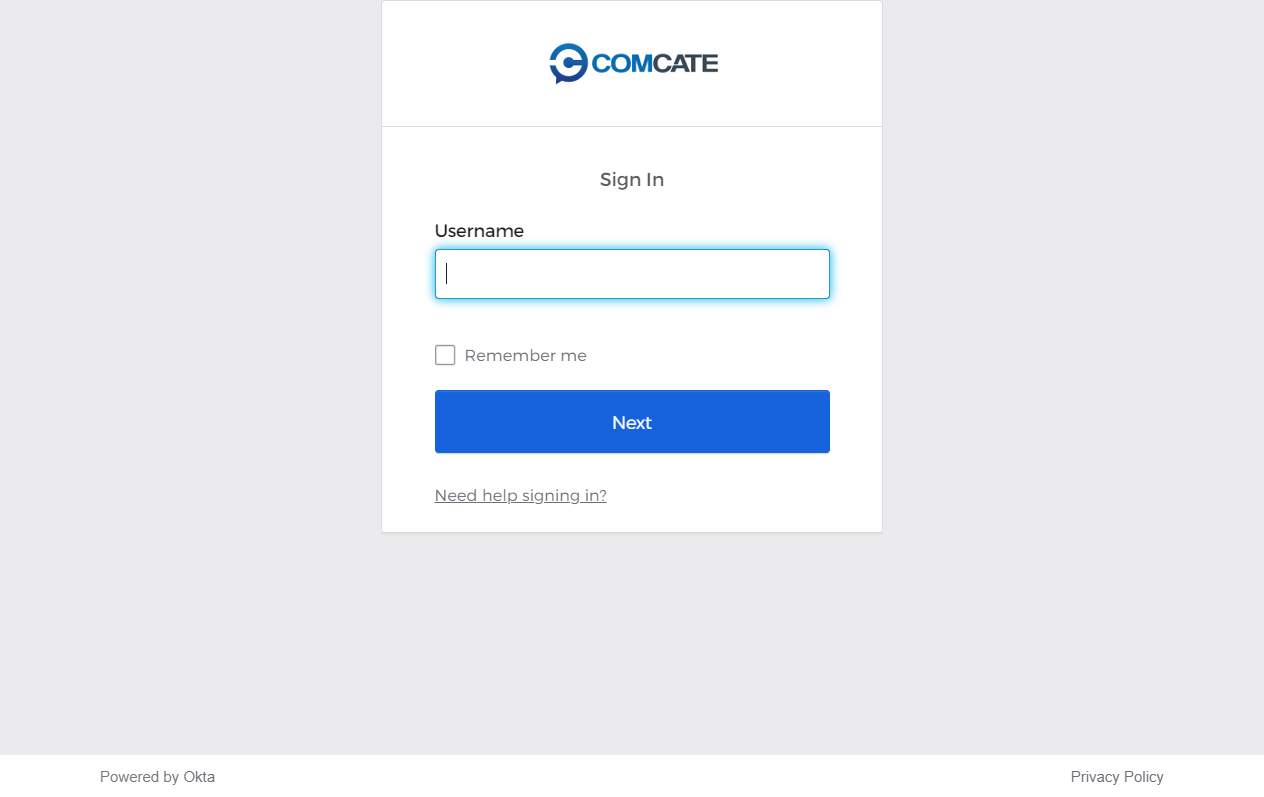 COMCATE
Sign In
Username
Remember me
Next
Need help signing in?
Powered by Okta
Privacy Policy